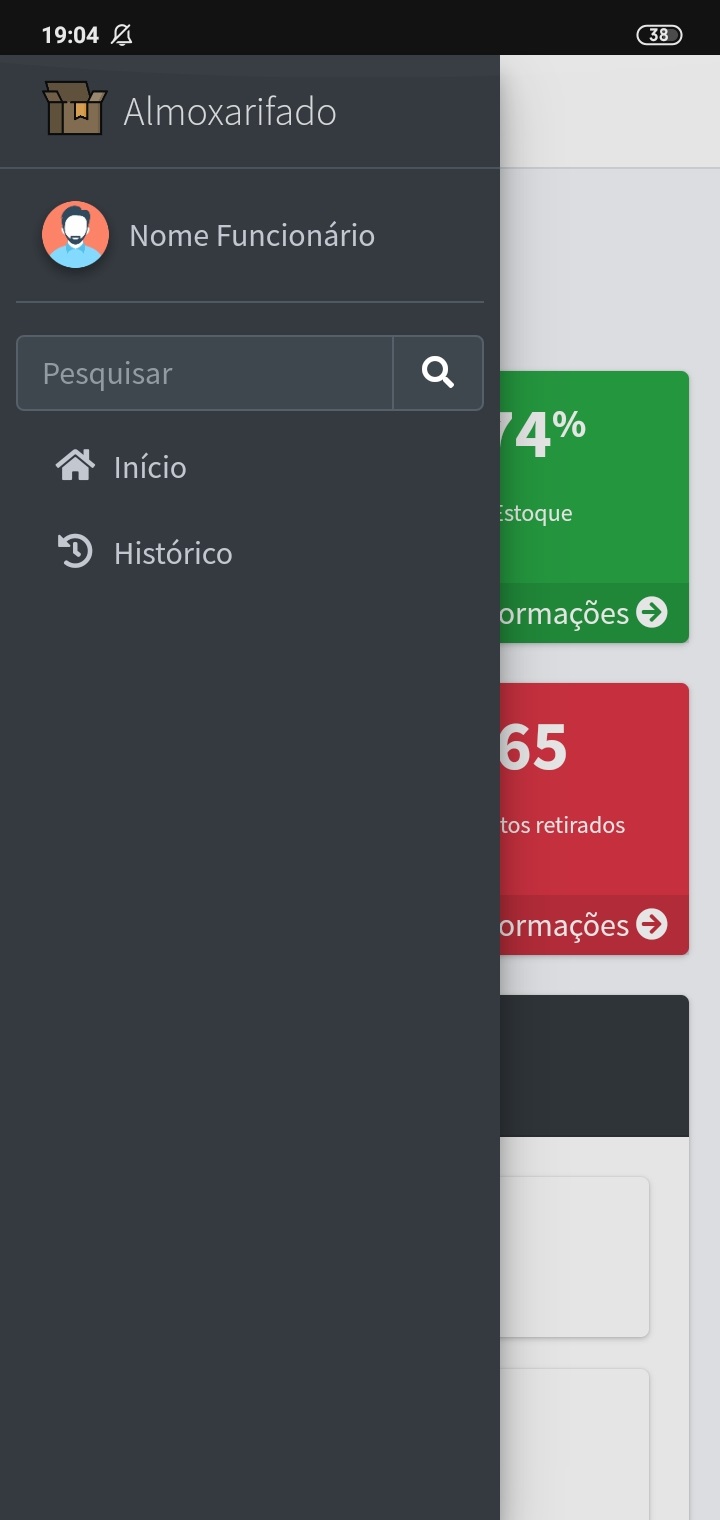 19:04
38
Almoxarifado
Nome Funcionário
Pesquisar
Início
Histórico
74%
Estoque
ormações
65
tos retirados
ormações